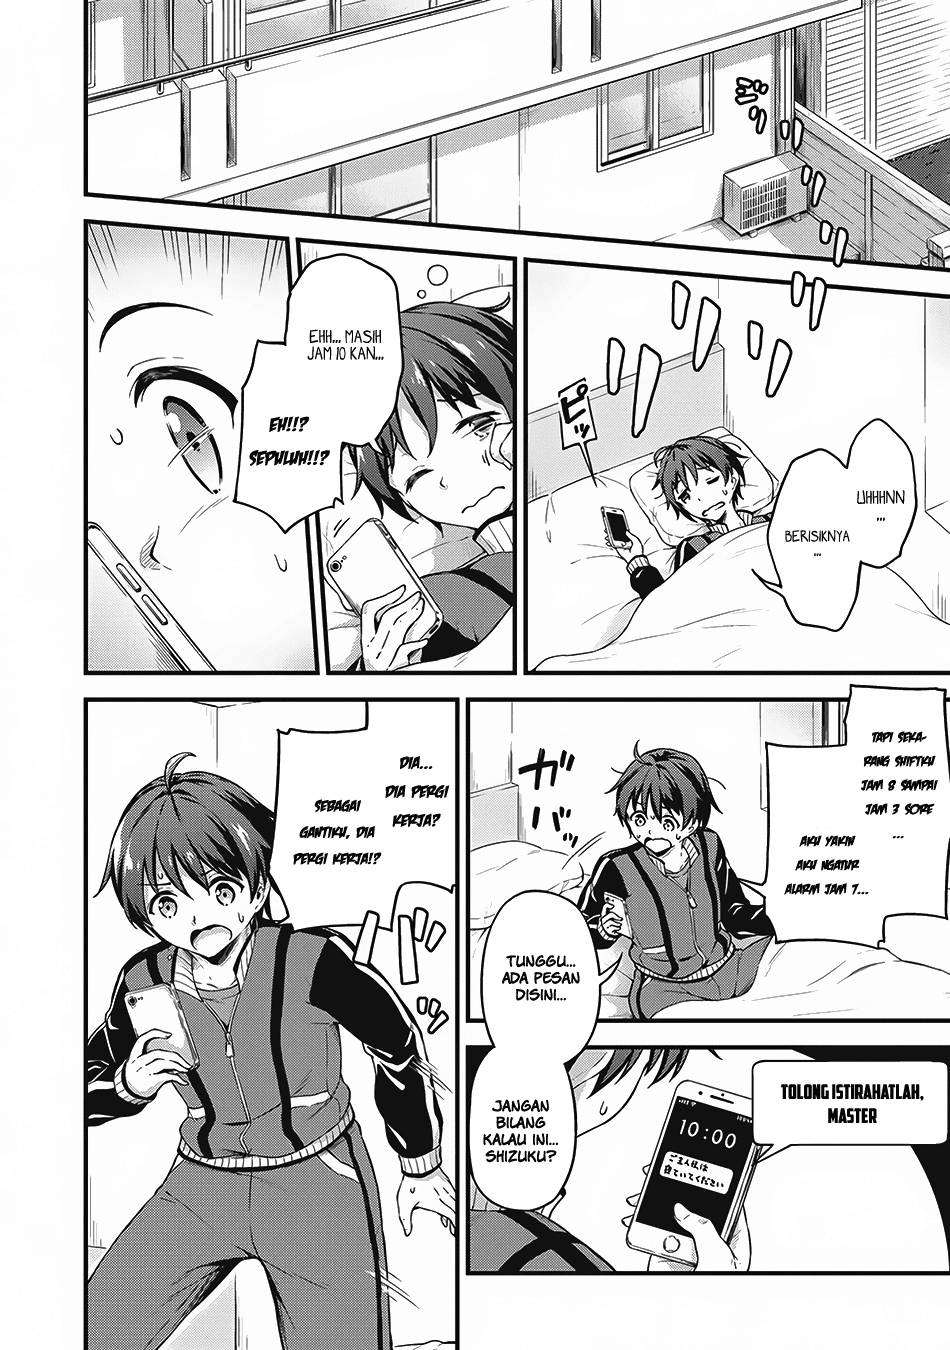 ピッ
UHHHNN
...
BERISIKNYA
...
EHH... MASIH
JAM 10 KAN...
EH!!?
SEPULUH!!?
TAPI SEKA-
RANG SHIFTKU
JAM 8 SAMPAI
JAM 3 SORE
...
AKU YAKIN
AKU NGATUR
ALARM JAM 7...
ガ
TUNGGU...
ADA PESAN
DISINI...
TOLONG ISTIRAHATLAH,
MASTER
10:00
ご主人様は
寝ていてください
JANGAN
BILANG
KALAU INI...
SHIZUKU?
DIA...
DIA PERGI
KERJA?
SEBAGAI
GANTIKU, DIA
PERGI KERJA!?